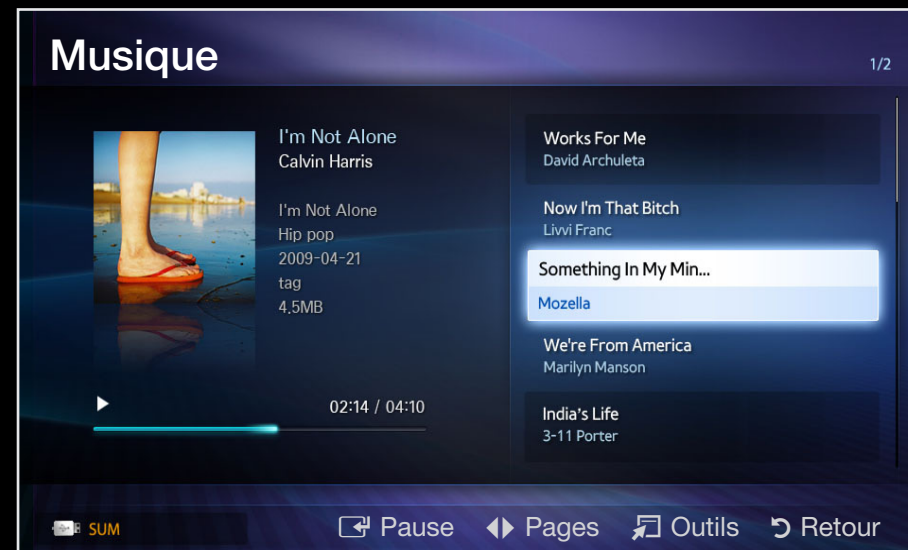 Musique
1/2
I'm Not Alone
Calvin Harris
I'm Not Alone
Hip pop
2009-04-21
tag
4.5MB
02:14 / 04:10
Works For Me
David Archuleta
Now I'm That Bitch
Livvi Franc
Something In My Min...
Mozella
We're From America
Marilyn Manson
India's Life
3-11 Porter
SUM
Pause Pages Outils Retour